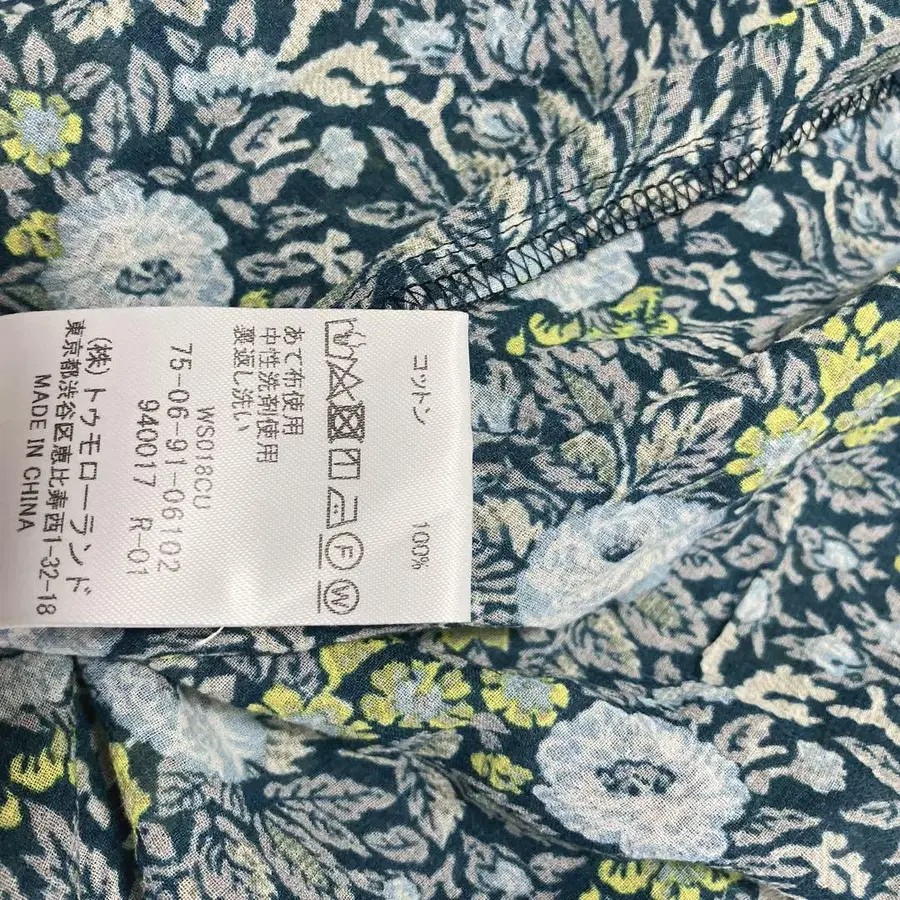 コットン 100%
F
W
あて布使用
中性洗剤使用
裏返し洗い
WS018CU
75-06-91-06102
940017 R-01
(株)トゥモローランド
東京都渋谷区恵比寿西1-32-18
MADE IN CHINA